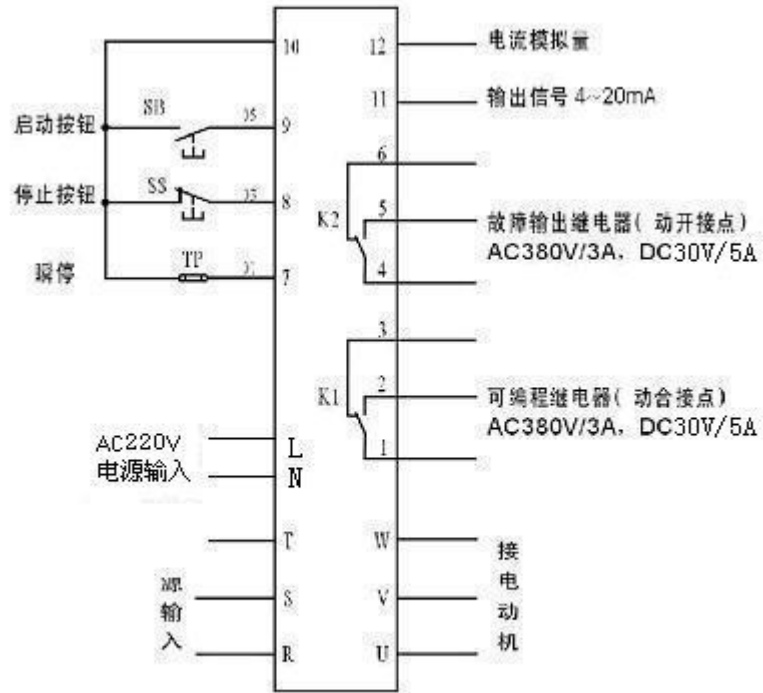 10
12
电流模拟量
启动按钮
SB
9
11
输出信号 4~20mA
停止按钮
SS
8
6
K2
5
故障输出继电器( 动开接点)
AC380V/3A, DC30V/5A
4
瞬停
TP
7
3
K1
2
可编程继电器( 动合接点)
AC380V/3A, DC30V/5A
1
AC220V
电源输入
L
N
T
W
S
V
R
U
源输入
接电动机